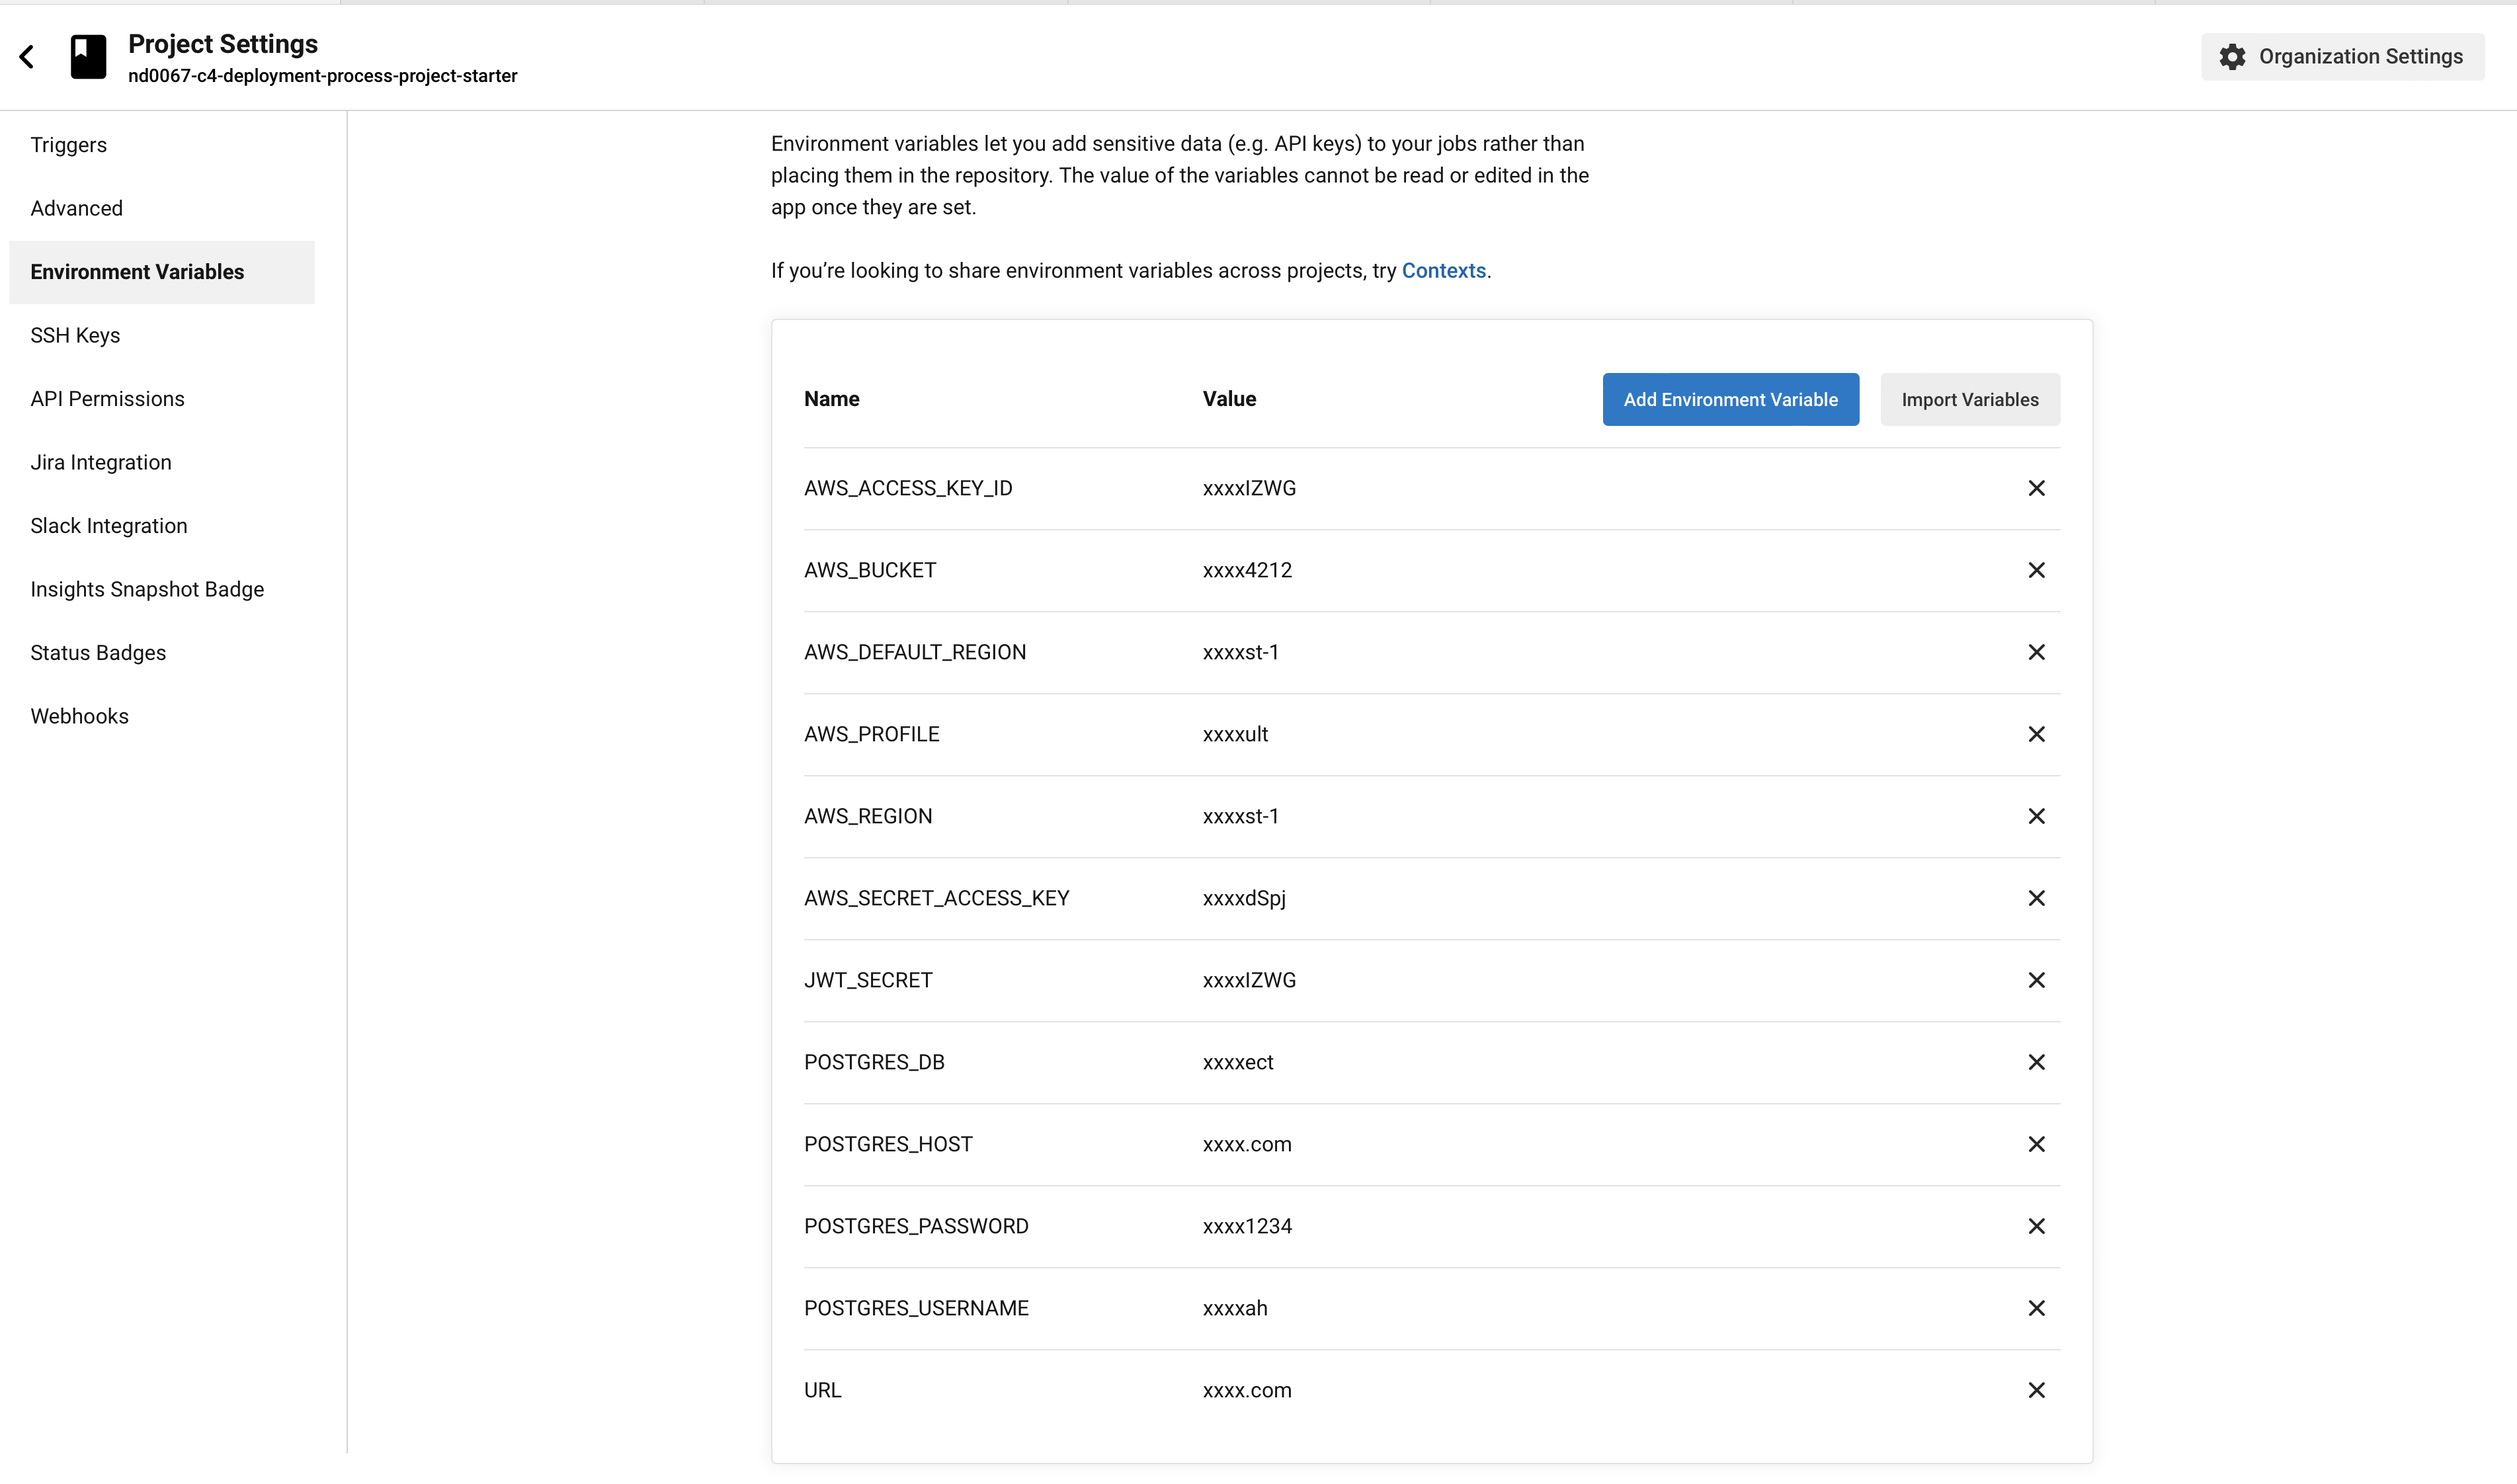 Project Settings
nd0067-c4-deployment-process-project-starter
Organization Settings
Triggers
Advanced
Environment Variables
SSH Keys
API Permissions
Jira Integration
Slack Integration
Insights Snapshot Badge
Status Badges
Webhooks
Environment variables let you add sensitive data (e.g. API keys) to your jobs rather than
placing them in the repository. The value of the variables cannot be read or edited in the
app once they are set.
If you’re looking to share environment variables across projects, try Contexts.
Name Value Add Environment Variable Import Variables
AWS_ACCESS_KEY_ID xxxxIZWG
AWS_BUCKET xxxx4212
AWS_DEFAULT_REGION xxxxst-1
AWS_PROFILE xxxxult
AWS_REGION xxxxst-1
AWS_SECRET_ACCESS_KEY xxxxdSpj
JWT_SECRET xxxxIZWG
POSTGRES_DB xxxxect
POSTGRES_HOST xxxx.com
POSTGRES_PASSWORD xxxx1234
POSTGRES_USERNAME xxxxah
URL xxxx.com